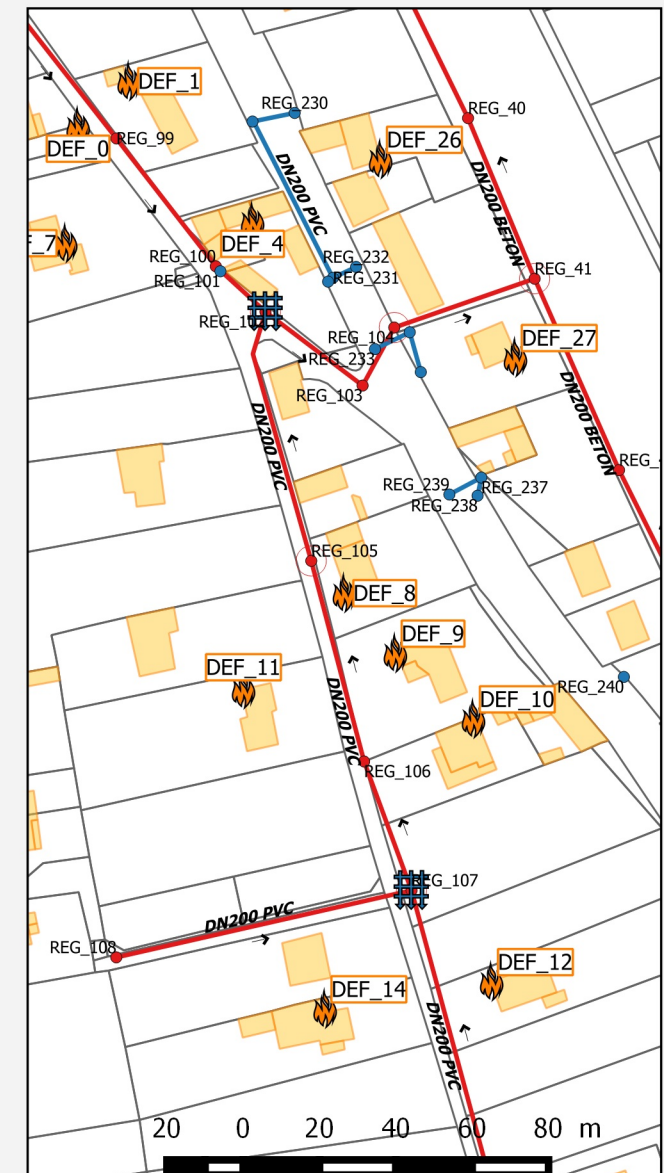 DEF_1
REG_230
REG_40
DEF_0
REG_99
DEF_26
DN200 PVC
DN200 BETON
F_7
DEF_4
REG_100
REG_101
REG_232
REG_231
REG_41
REG_104
REG_233
DEF_27
REG_103
DN200 BETON
DN200 PVC
REG_239
REG_237
REG_238
REG_105
DEF_8
DEF_9
DEF_11
DN200 PVC
DEF_10
REG_240
REG_106
REG_107
DN200 PVC
REG_108
DEF_12
DEF_14
DN200 PVC
20 0 20 40 60 80 m